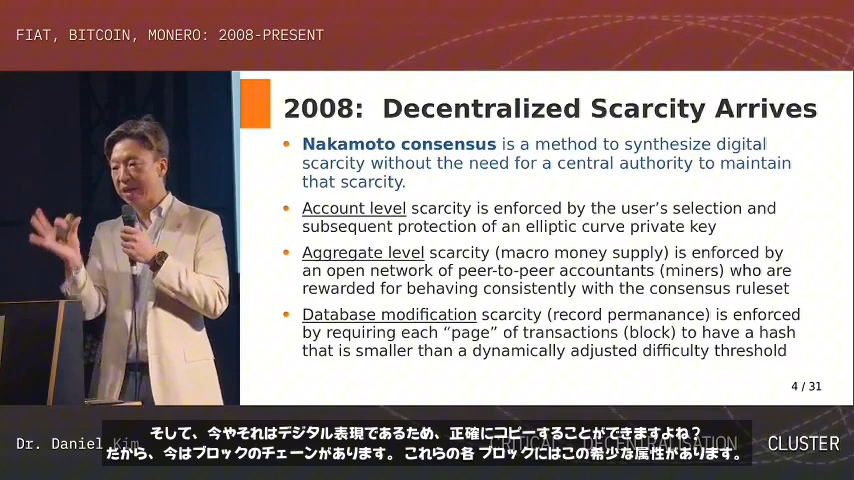 FIAT, BITCOIN, MONERO: 2008-PRESENT
2008: Decentralized Scarcity Arrives
Nakamoto consensus is a method to synthesize digital
scarcity without the need for a central authority to maintain
that scarcity.
Account level scarcity is enforced by the user's selection and
subsequent protection of an elliptic curve private key
Aggregate level scarcity (macro money supply) is enforced by
an open network of peer-to-peer accountants (miners) who are
rewarded for behaving consistently with the consensus ruleset
Database modification scarcity (record permanance) is enforced
by requiring each “page” of transactions (block) to have a hash
that is smaller than a dynamically adjusted difficulty threshold
4 / 31
そして、今やそれはデジタル表現であるため、正確にコピーすることができますよね?
だから、今はブロックのチェーンがあります。これらの各 ブロックにはこの希少な属性があります。
Dr. Daniel Kim
CRITICAL DECENTRALISATION CLUSTER